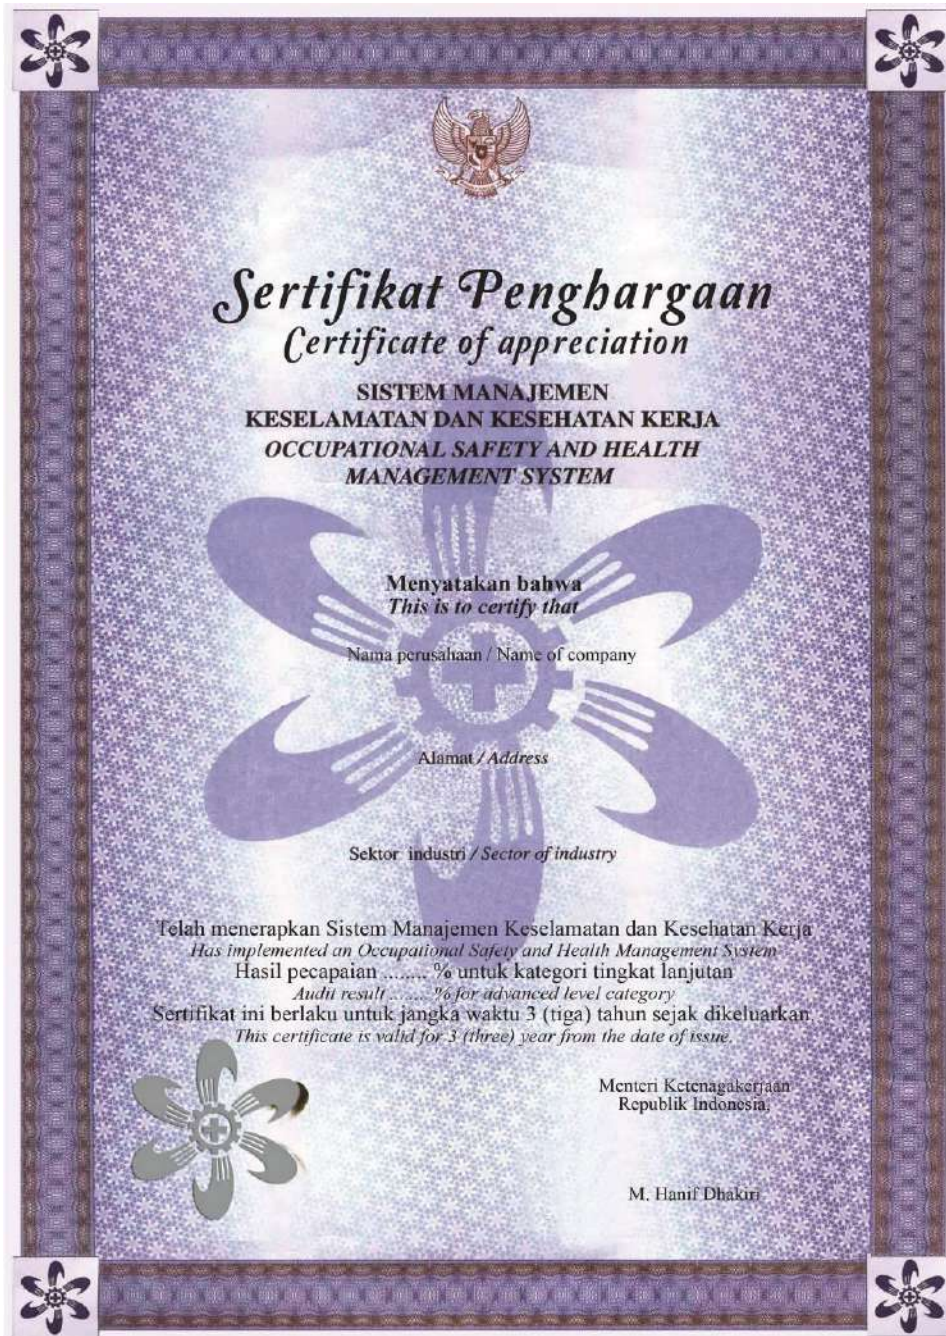 Sertifikat Penghargaan
Certificate of appreciation
SISTEM MANAJEMEN
KESELAMATAN DAN KESEHATAN KERJA
OCCUPATIONAL SAFETY AND HEALTH
MANAGEMENT SYSTEM
Menyatakan bahwa
This is to certify that
Nama perusahaan / Name of company
Alamat / Address
Sektor industri / Sector of industry
Telah menerapkan Sistem Manajemen Keselamatan dan Kesehatan Kerja
Has implemented an Occupational Safety and Health Management System
Hasil pecapaian ........ % untuk kategori tingkat lanjutan
Audit result ........ % for advanced level category
Sertifikat ini berlaku untuk jangka waktu 3 (tiga) tahun sejak dikeluarkan.
This certificate is valid for 3 (three) year from the date of issue.
Menteri Ketenagakerjaan
Republik Indonesia,
M. Hanif Dhakiri